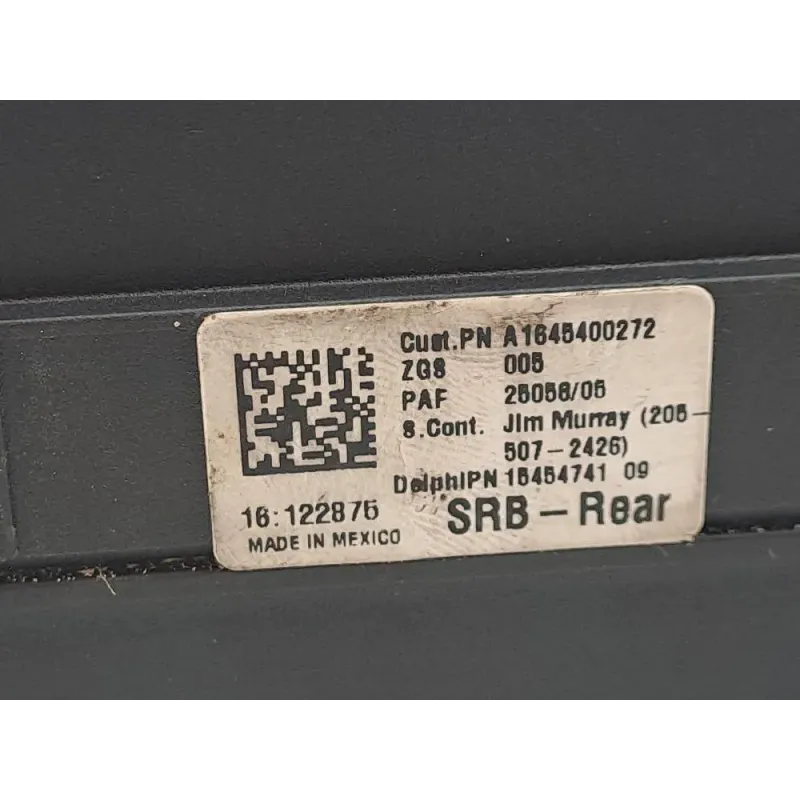 Cust.PN A1645400272
ZGS 005
PAF 25056/05
S.Cont. Jim Murray (205-
507-2426)
DelphiPN 15454741 09
16:122875
SRB-Rear
MADE IN MEXICO